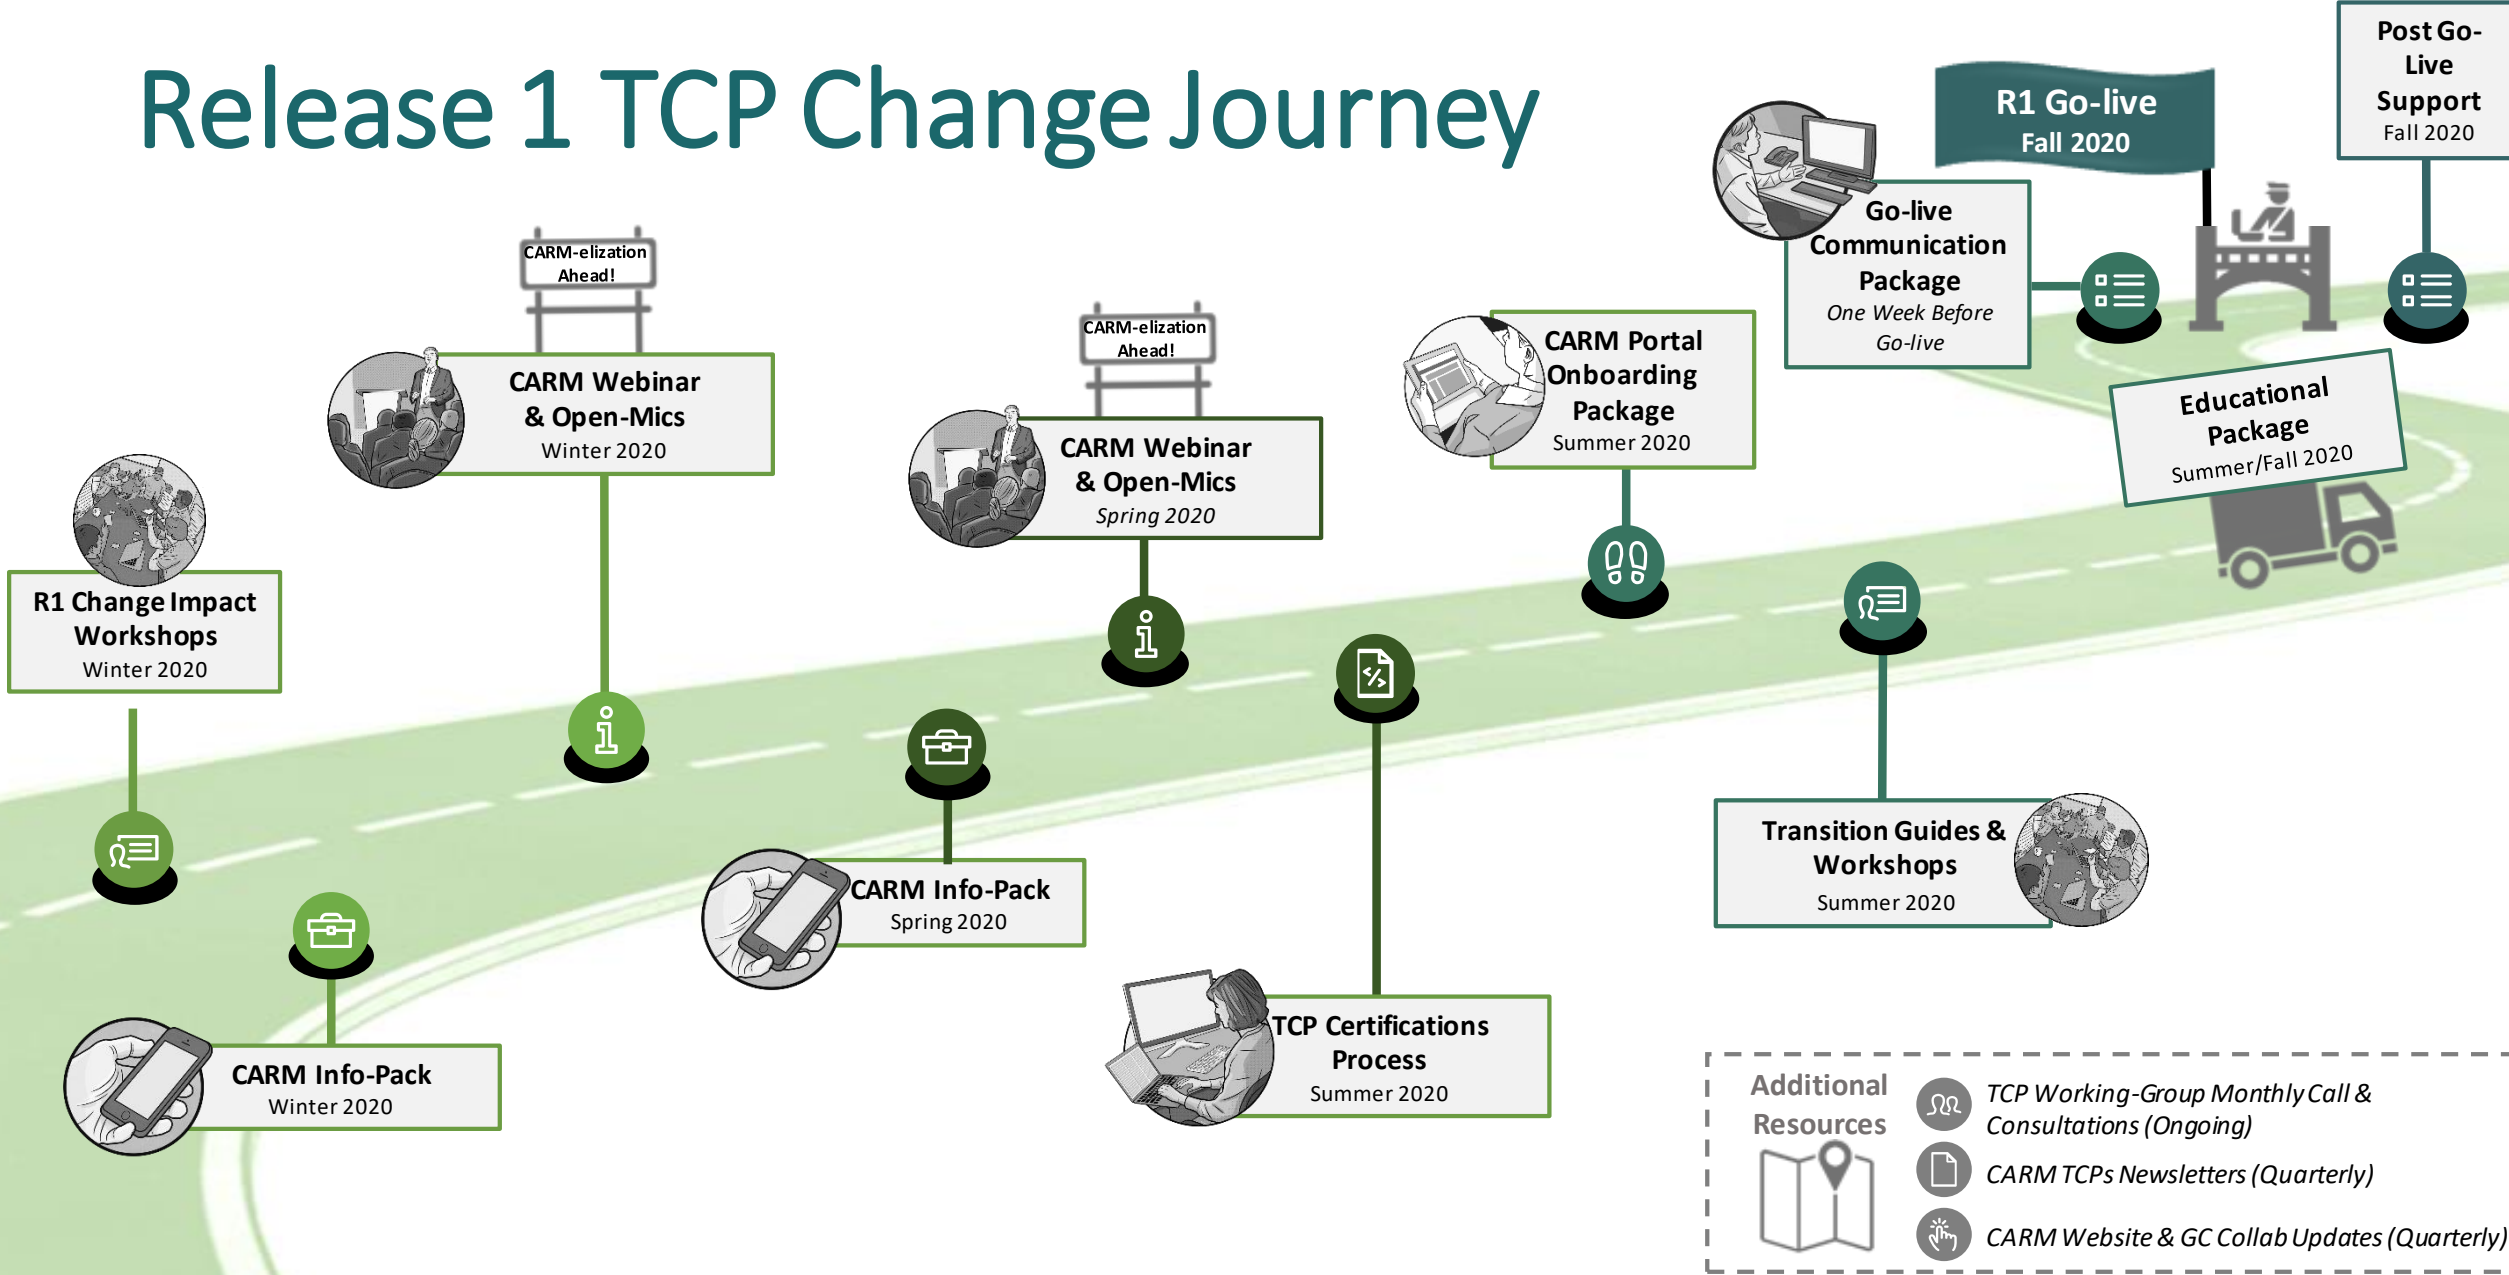 Release 1 TCP Change Journey
R1 Change Impact
Workshops
Winter 2020
CARM Info-Pack
Winter 2020
CARM-elization
Ahead!
CARM Webinar
& Open-Mics
Winter 2020
CARM Info-Pack
Spring 2020
CARM-elization
Ahead!
CARM Webinar
& Open-Mics
Spring 2020
TCP Certifications
Process
Summer 2020
CARM Portal
Onboarding
Package
Summer 2020
Transition Guides &
Workshops
Summer 2020
Educational
Package
Summer/Fall 2020
Go-live
Communication
Package
One Week Before
Go-live
R1 Go-live
Fall 2020
Post Go-
Live
Support
Fall 2020
Additional
Resources
TCP Working-Group Monthly Call &
Consultations (Ongoing)
CARM TCPs Newsletters (Quarterly)
CARM Website & GC Collab Updates (Quarterly)